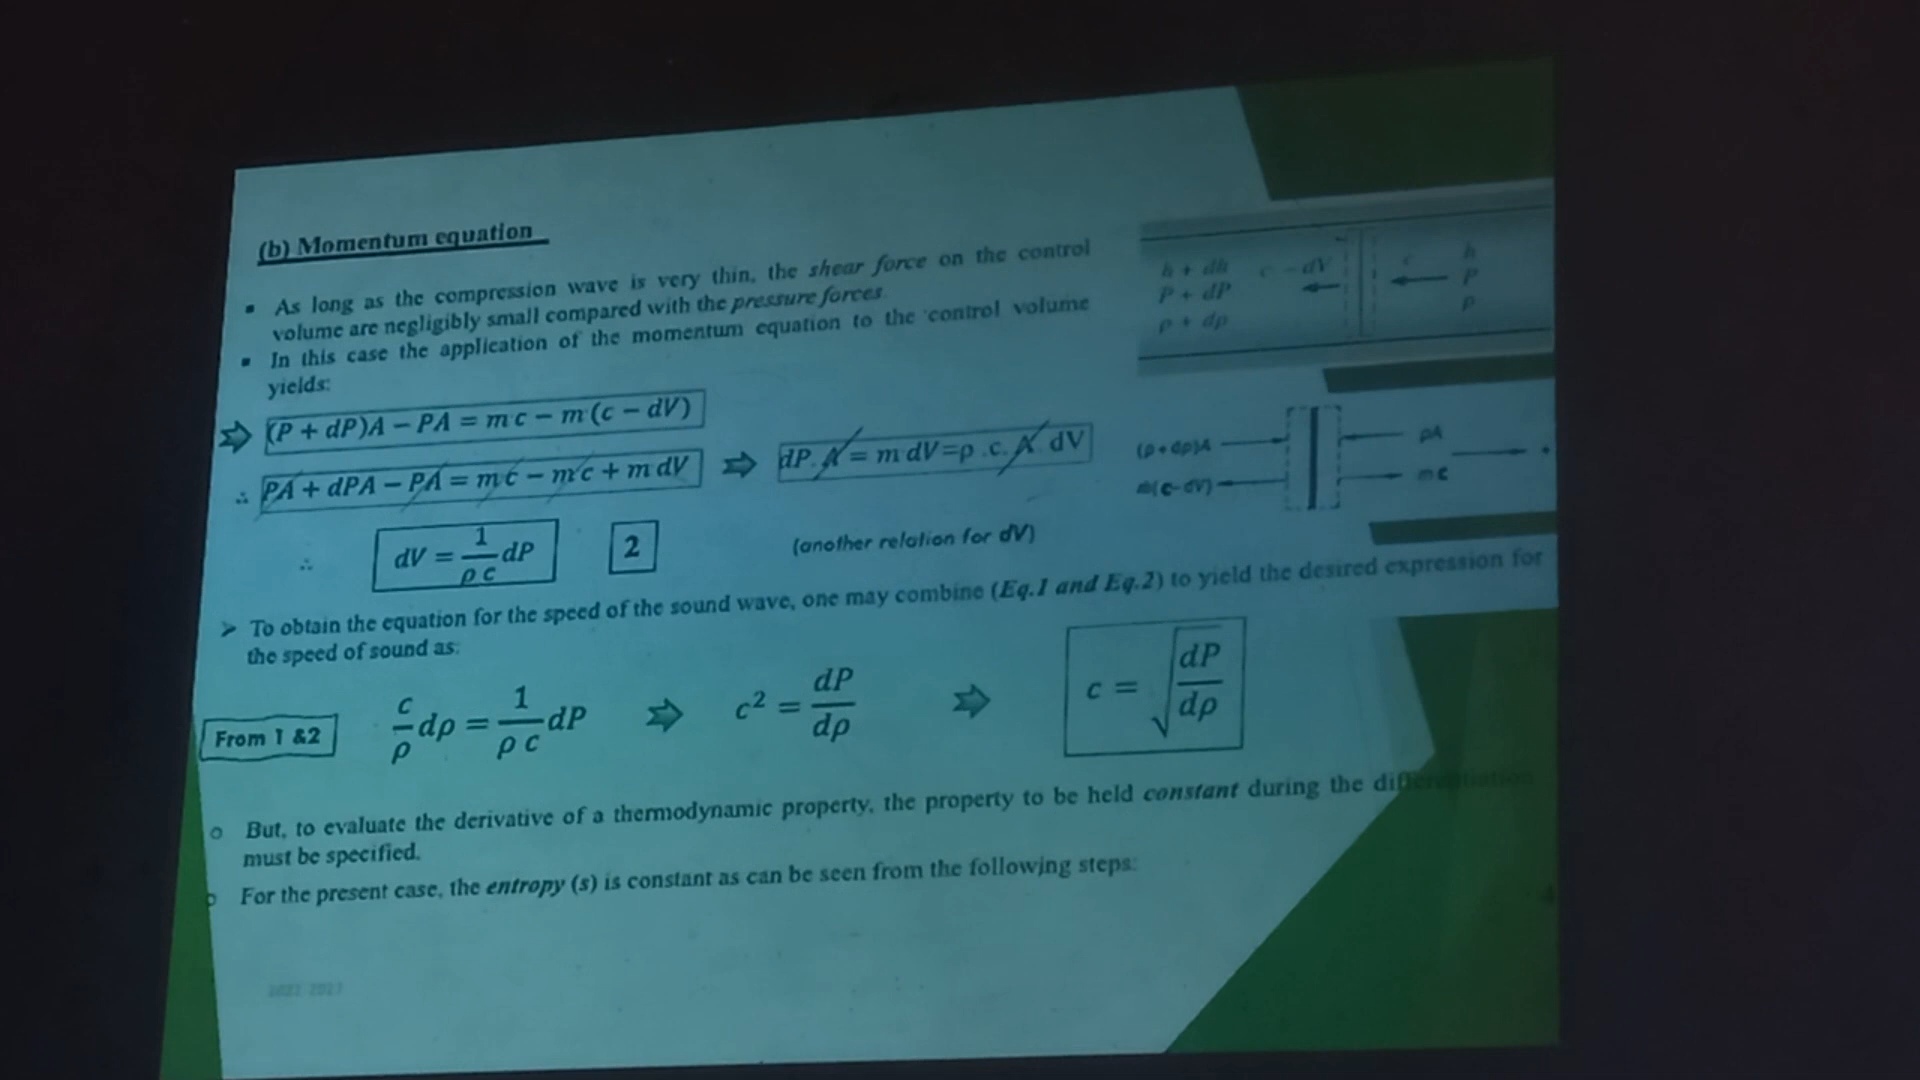 (b) Momentum equation
▪ As long as the compression wave is very thin, the shear force on the control
volume are negligibly small compared with the pressure forces.
▪ In this case the application of the momentum equation to the control volume
yields:
(P + dP)A − PA = m c − m (c − dV)
∴ PA + dPA − PA = m c − m c + m dV
dP. A = m dV=ρ .c. A dV
∴ dV = 1/(ρ c) dP
2
(another relation for dV)
➢ To obtain the equation for the speed of the sound wave, one may combine (Eq.1 and Eq.2) to yield the desired expression for
the speed of sound as:
From 1 &2
c/ρ dρ = 1/(ρ c) dP
c² = dP/dρ
c = √(dP/dρ)
o But, to evaluate the derivative of a thermodynamic property, the property to be held constant during the differentiation
must be specified.
o For the present case, the entropy (s) is constant as can be seen from the following steps:
2022-2023
h + dh
P + dP
ρ + dρ
c − dV
c
h
P
ρ
(p + dp)A
m(c-dV)
pA
mc
+